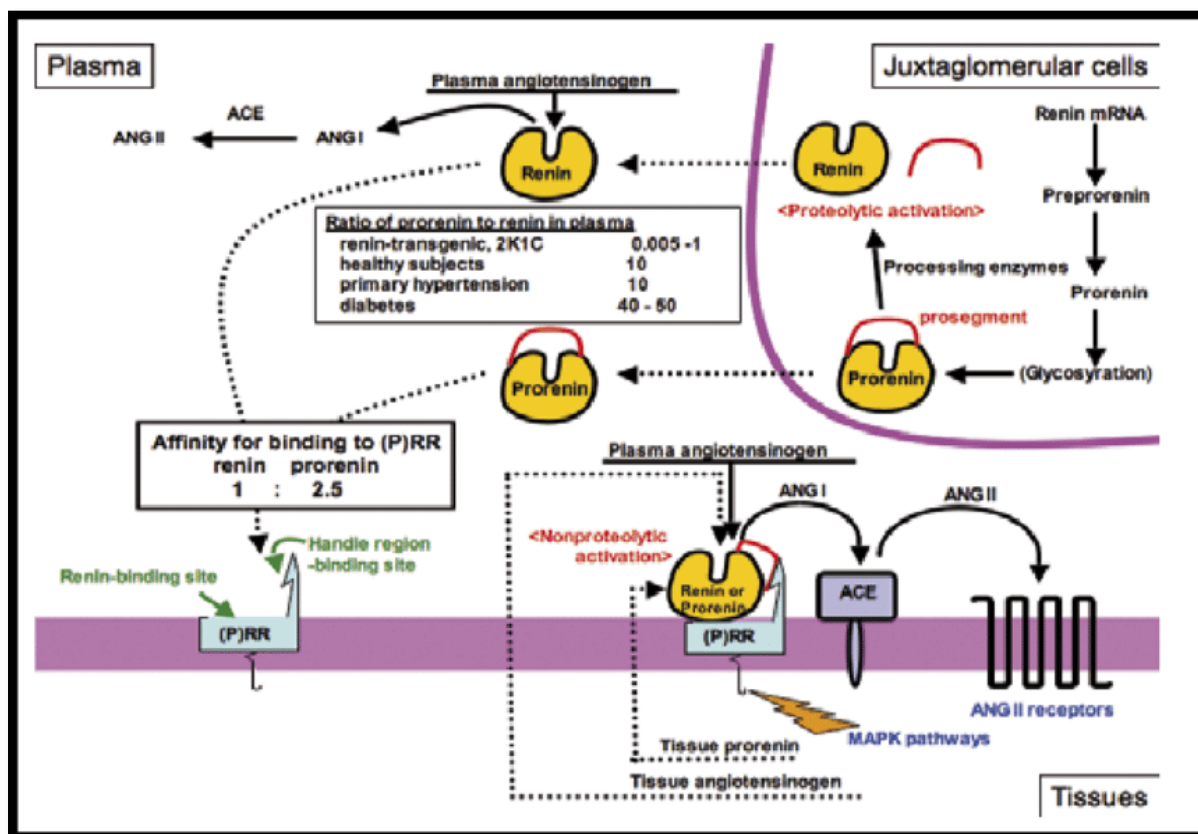 Plasma
Juxtaglomerular cells
Plasma angiotensinogen
ACE
ANG II
ANG I
Renin
Renin
Renin mRNA
<Proteolytic activation>
Preprorenin
Ratio of prorenin to renin in plasma
renin-transgenic, 2K1C 0.005 -1
healthy subjects 10
primary hypertension 10
diabetes 40 - 50
Processing enzymes
Prorenin
prosegment
Prorenin
Prorenin
(Glycosyration)
Affinity for binding to (P)RR
renin prorenin
1 : 2.5
Plasma angiotensinogen
ANG I
ANG II
<Nonproteolytic
activation>
Handle region
-binding site
Renin-binding site
Renin or
Prorenin
ACE
(P)RR
(P)RR
ANG II receptors
MAPK pathways
Tissue prorenin
Tissue angiotensinogen
Tissues